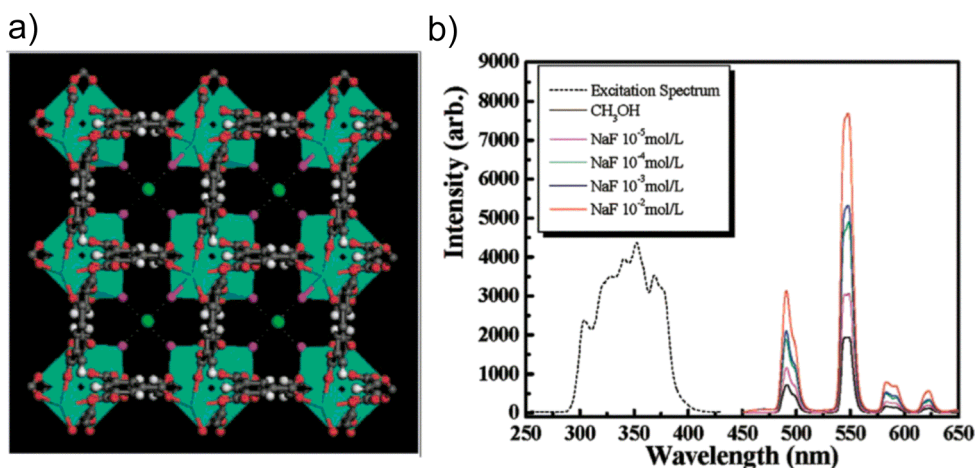 a)
b)
Intensity (arb.)
9000
8000
7000
6000
5000
4000
3000
2000
1000
0
Excitation Spectrum
CH₃OH
NaF 10⁻⁵mol/L
NaF 10⁻⁴mol/L
NaF 10⁻³mol/L
NaF 10⁻²mol/L
250 300 350 400 450 500 550 600 650
Wavelength (nm)